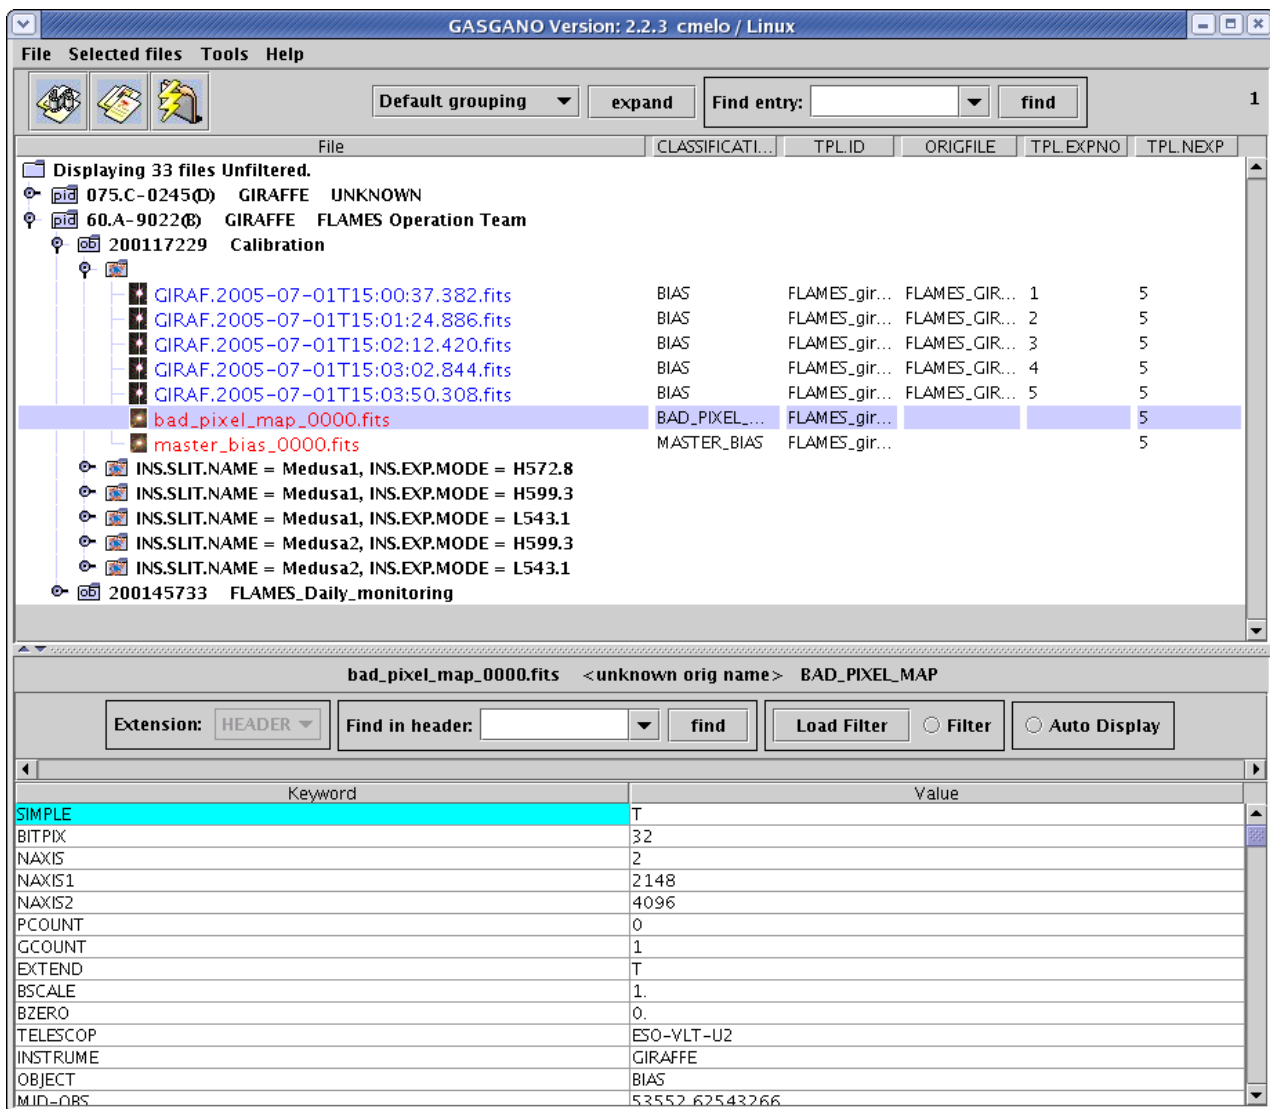 GASGANO Version: 2.2.3 cmelo / Linux
File Selected files Tools Help
Default grouping expand Find entry: find 1
File CLASSIFICATI... TPL.ID ORIGFILE TPL.EXPNO TPL.NEXP
Displaying 33 files Unfiltered.
pid 075.C-0245(D) GIRAFFE UNKNOWN
pid 60.A-9022(B) GIRAFFE FLAMES Operation Team
ob 200117229 Calibration
GIRAF.2005-07-01T15:00:37.382.fits BIAS FLAMES_gir... FLAMES_GIR... 1 5
GIRAF.2005-07-01T15:01:24.886.fits BIAS FLAMES_gir... FLAMES_GIR... 2 5
GIRAF.2005-07-01T15:02:12.420.fits BIAS FLAMES_gir... FLAMES_GIR... 3 5
GIRAF.2005-07-01T15:03:02.844.fits BIAS FLAMES_gir... FLAMES_GIR... 4 5
GIRAF.2005-07-01T15:03:50.308.fits BIAS FLAMES_gir... FLAMES_GIR... 5 5
bad_pixel_map_0000.fits BAD_PIXEL_... FLAMES_gir... 5
master_bias_0000.fits MASTER_BIAS FLAMES_gir... 5
INS.SLIT.NAME = Medusa1, INS.EXP.MODE = H572.8
INS.SLIT.NAME = Medusa1, INS.EXP.MODE = H599.3
INS.SLIT.NAME = Medusa1, INS.EXP.MODE = L543.1
INS.SLIT.NAME = Medusa2, INS.EXP.MODE = H599.3
INS.SLIT.NAME = Medusa2, INS.EXP.MODE = L543.1
ob 200145733 FLAMES_Daily_monitoring
bad_pixel_map_0000.fits <unknown orig name> BAD_PIXEL_MAP
Extension: HEADER Find in header: find Load Filter Filter Auto Display
Keyword Value
SIMPLE T
BITPIX 32
NAXIS 2
NAXIS1 2148
NAXIS2 4096
PCOUNT 0
GCOUNT 1
EXTEND T
BSCALE 1.
BZERO 0.
TELESCOP ESO-VLT-U2
INSTRUME GIRAFFE
OBJECT BIAS
MJD-OBS 53552.62543266